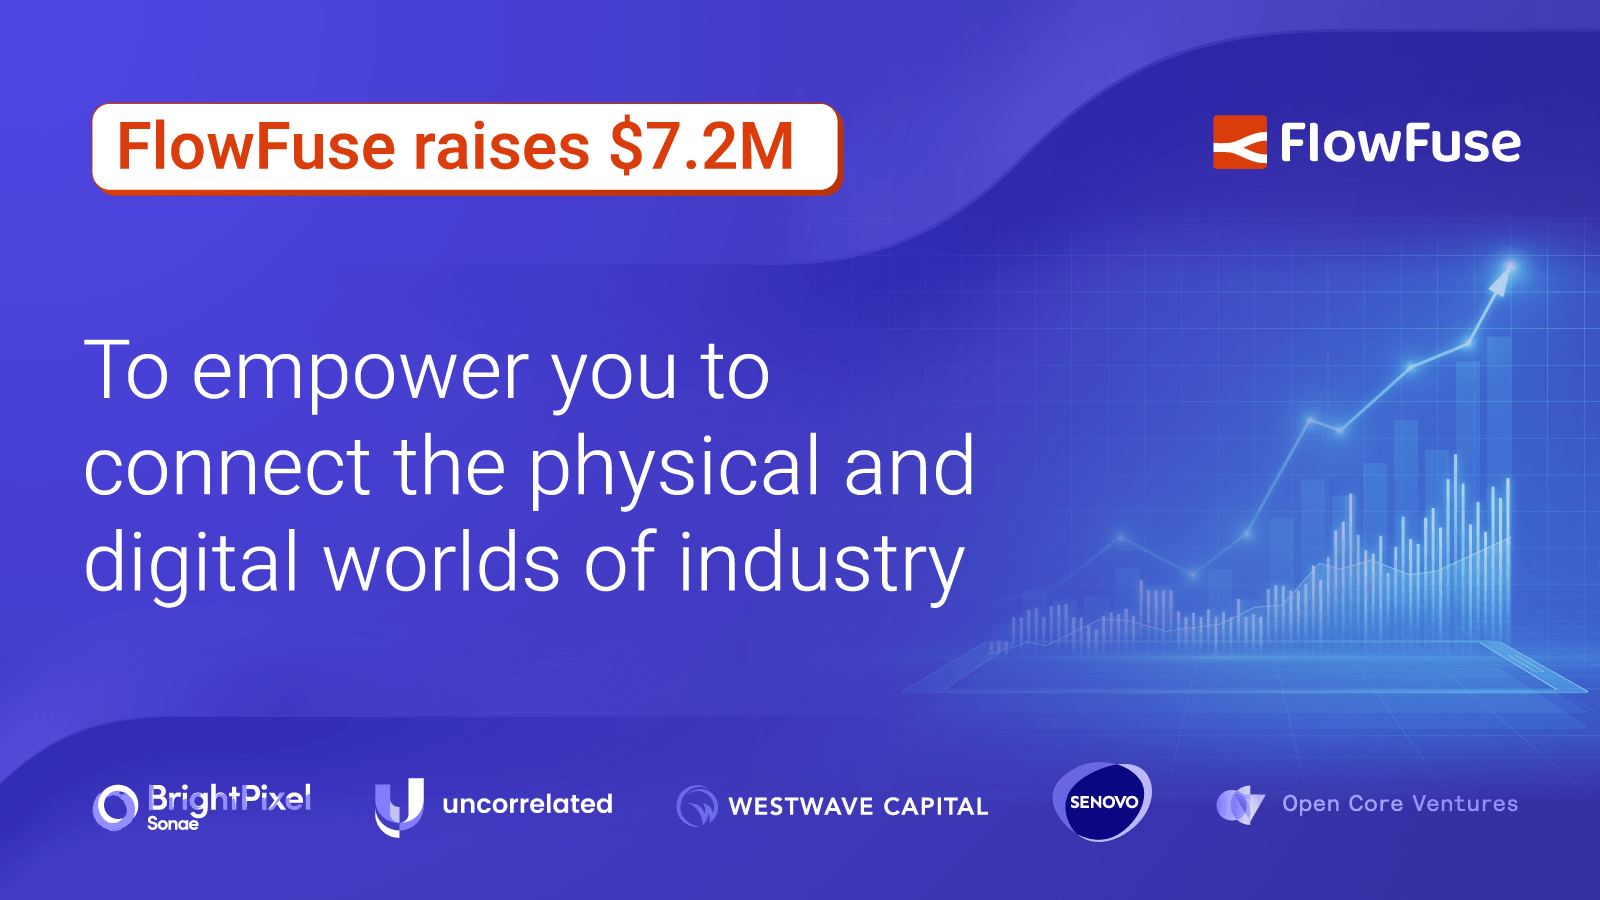 FlowFuse raises $7.2M
FlowFuse
To empower you to
connect the physical and
digital worlds of industry
BrightPixel
Sonae
uncorrelated
WESTWAVE CAPITAL
SENOVO
Open Core Ventures